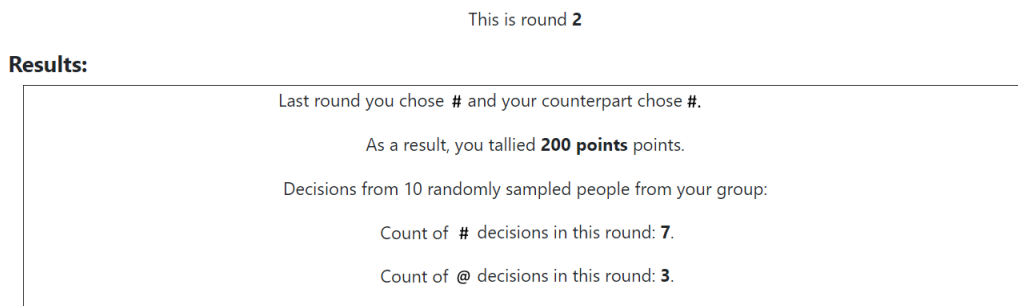 This is round 2
Results:
Last round you chose # and your counterpart chose #.
As a result, you tallied 200 points points.
Decisions from 10 randomly sampled people from your group:
Count of # decisions in this round: 7.
Count of @ decisions in this round: 3.